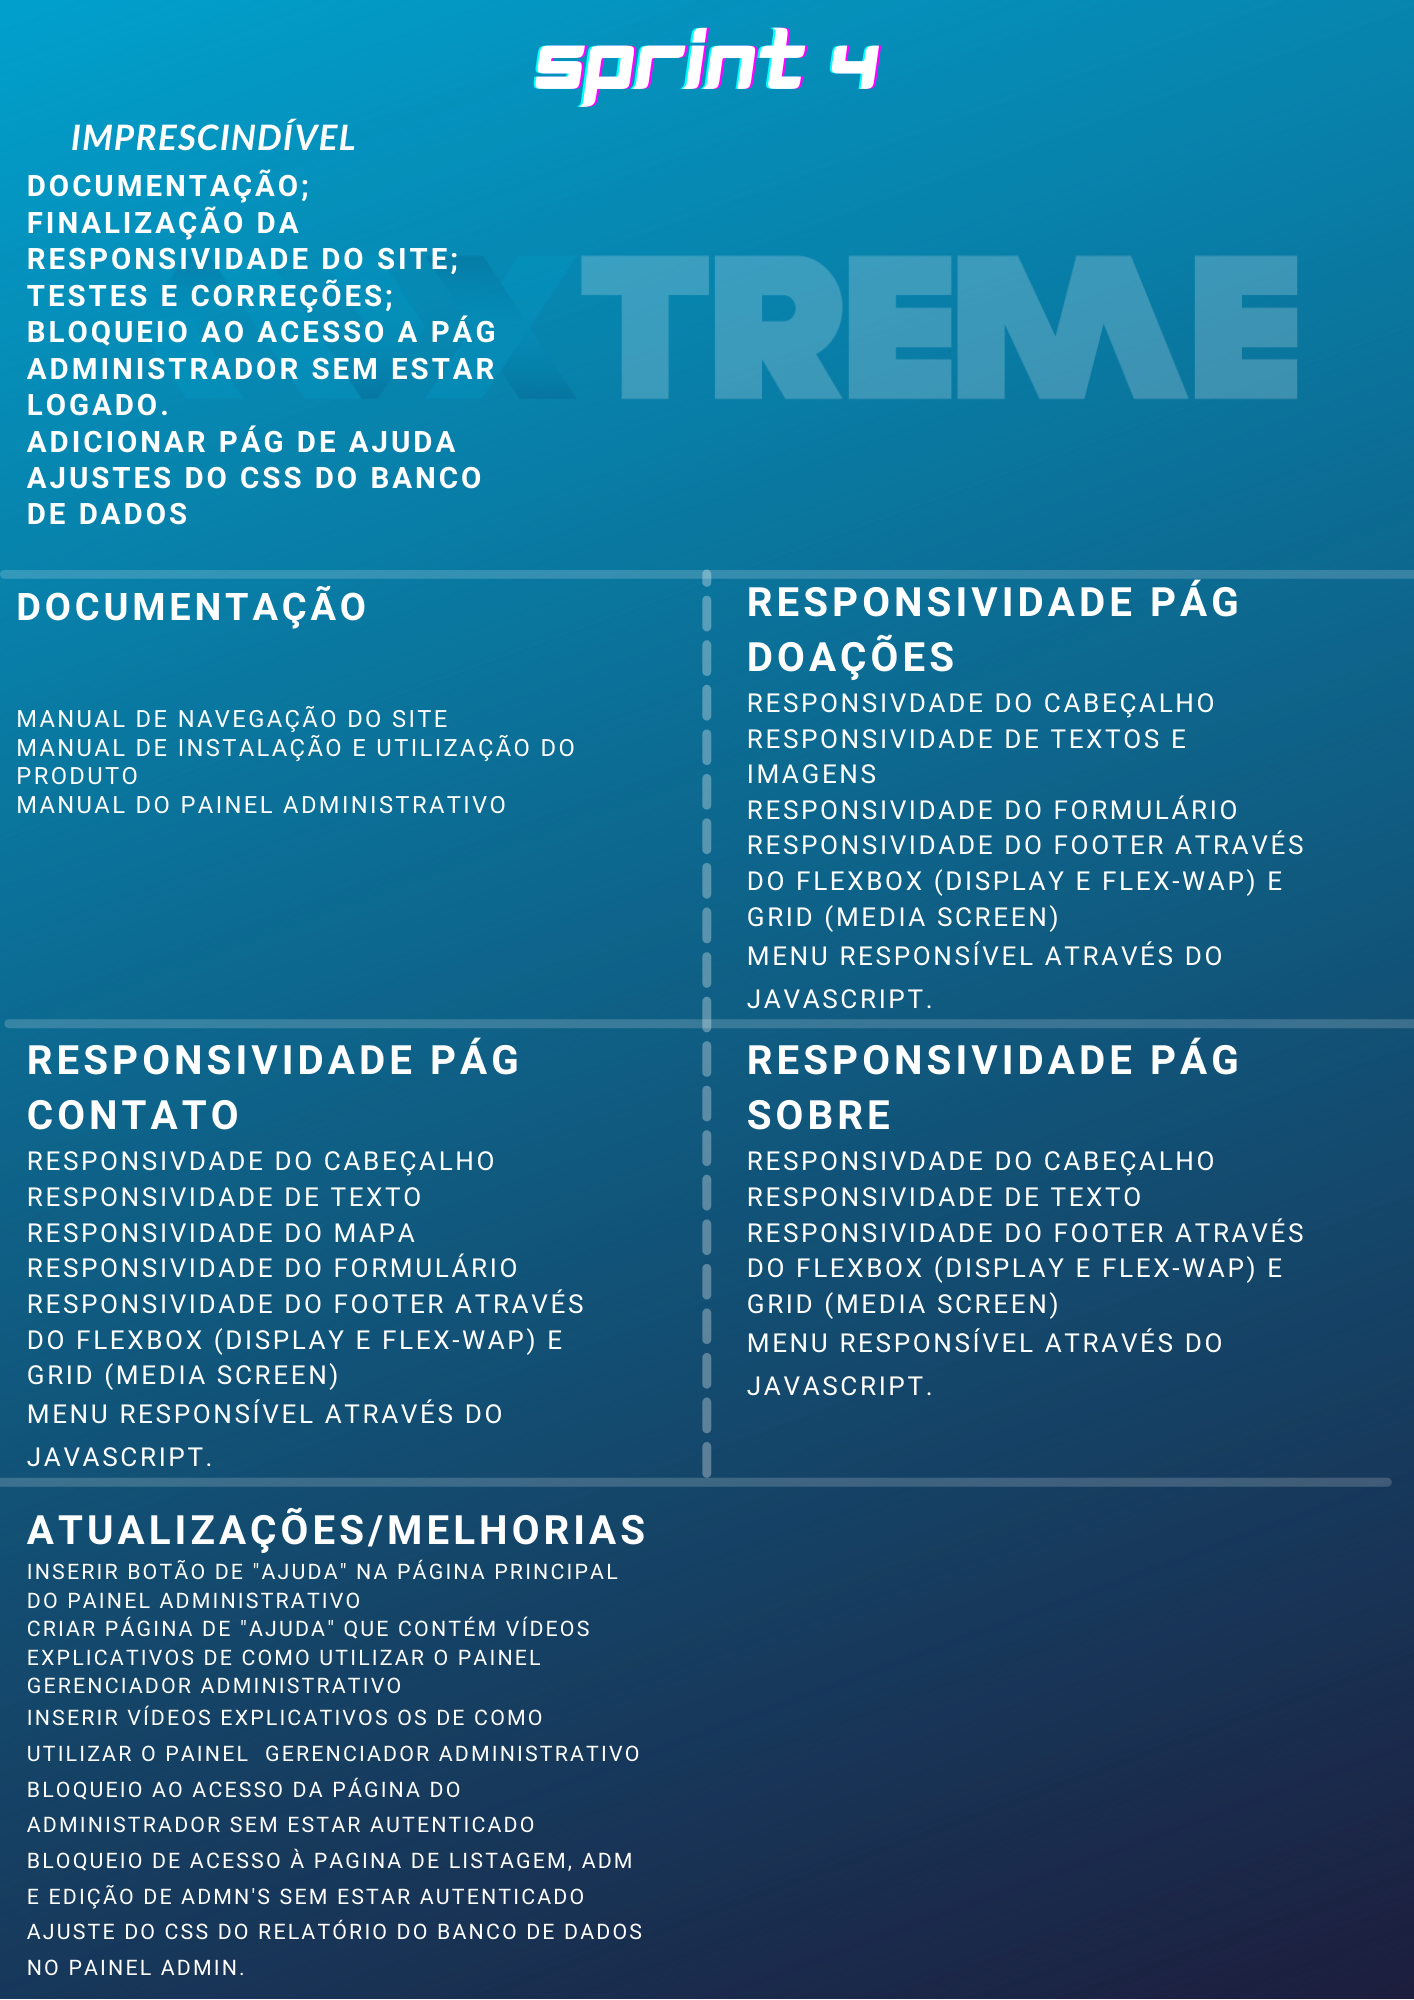 sprint 4
IMPRESCINDÍVEL
DOCUMENTAÇÃO;
FINALIZAÇÃO DA
RESPONSIVIDADE DO SITE;
TESTES E CORREÇÕES;
BLOQUEIO AO ACESSO A PÁG
ADMINISTRADOR SEM ESTAR
LOGADO.
ADICIONAR PÁG DE AJUDA
AJUSTES DO CSS DO BANCO
DE DADOS
XTREME
DOCUMENTAÇÃO
MANUAL DE NAVEGAÇÃO DO SITE
MANUAL DE INSTALAÇÃO E UTILIZAÇÃO DO
PRODUTO
MANUAL DO PAINEL ADMINISTRATIVO
RESPONSIVIDADE PÁG
DOAÇÕES
RESPONSIVDADE DO CABEÇALHO
RESPONSIVIDADE DE TEXTOS E
IMAGENS
RESPONSIVIDADE DO FORMULÁRIO
RESPONSIVIDADE DO FOOTER ATRAVÉS
DO FLEXBOX (DISPLAY E FLEX-WAP) E
GRID (MEDIA SCREEN)
MENU RESPONSÍVEL ATRAVÉS DO
JAVASCRIPT.
RESPONSIVIDADE PÁG
CONTATO
RESPONSIVDADE DO CABEÇALHO
RESPONSIVIDADE DE TEXTO
RESPONSIVIDADE DO MAPA
RESPONSIVIDADE DO FORMULÁRIO
RESPONSIVIDADE DO FOOTER ATRAVÉS
DO FLEXBOX (DISPLAY E FLEX-WAP) E
GRID (MEDIA SCREEN)
MENU RESPONSÍVEL ATRAVÉS DO
JAVASCRIPT.
RESPONSIVIDADE PÁG
SOBRE
RESPONSIVDADE DO CABEÇALHO
RESPONSIVIDADE DE TEXTO
RESPONSIVIDADE DO FOOTER ATRAVÉS
DO FLEXBOX (DISPLAY E FLEX-WAP) E
GRID (MEDIA SCREEN)
MENU RESPONSÍVEL ATRAVÉS DO
JAVASCRIPT.
ATUALIZAÇÕES/MELHORIAS
INSERIR BOTÃO DE "AJUDA" NA PÁGINA PRINCIPAL
DO PAINEL ADMINISTRATIVO
CRIAR PÁGINA DE "AJUDA" QUE CONTÉM VÍDEOS
EXPLICATIVOS DE COMO UTILIZAR O PAINEL
GERENCIADOR ADMINISTRATIVO
INSERIR VÍDEOS EXPLICATIVOS OS DE COMO
UTILIZAR O PAINEL  GERENCIADOR ADMINISTRATIVO
BLOQUEIO AO ACESSO DA PÁGINA DO
ADMINISTRADOR SEM ESTAR AUTENTICADO
BLOQUEIO DE ACESSO À PAGINA DE LISTAGEM, ADM
E EDIÇÃO DE ADMN'S SEM ESTAR AUTENTICADO
AJUSTE DO CSS DO RELATÓRIO DO BANCO DE DADOS
NO PAINEL ADMIN.